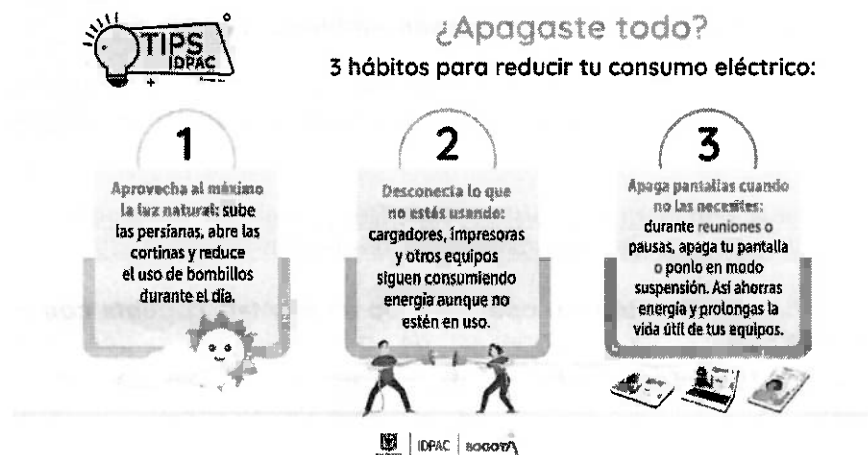 TIPS
IDPAC
¿Apagaste todo?
3 hábitos para reducir tu consumo eléctrico:
1
Aprovecha al máximo
la luz natural: sube
las persianas, abre las
cortinas y reduce
el uso de bombillos
durante el día.
2
Desconecta lo que
no estás usando:
cargadores, impresoras
y otros equipos
siguen consumiendo
energía aunque no
estén en uso.
3
Apaga pantallas cuando
no las necesites:
durante reuniones o
pausas, apaga tu pantalla
o ponlo en modo
suspensión. Así ahorras
energía y prolongas la
vida útil de tus equipos.
IDPAC
BOGOTÁ